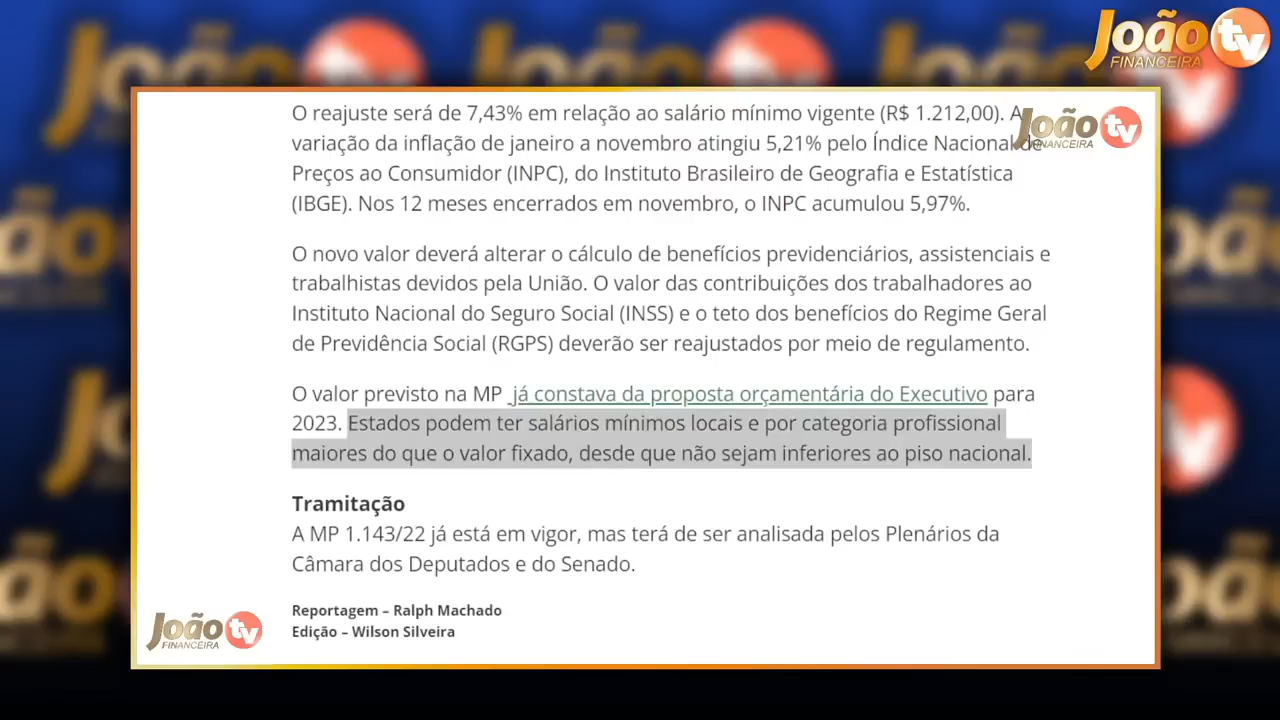 João tv
FINANCEIRA
O reajuste será de 7,43% em relação ao salário mínimo vigente (R$ 1.212,00). A
João tv
FINANCEIRA
variação da inflação de janeiro a novembro atingiu 5,21% pelo Índice Nacional de
Preços ao Consumidor (INPC), do Instituto Brasileiro de Geografia e Estatística
(IBGE). Nos 12 meses encerrados em novembro, o INPC acumulou 5,97%.
O novo valor deverá alterar o cálculo de benefícios previdenciários, assistenciais e
trabalhistas devidos pela União. O valor das contribuições dos trabalhadores ao
Instituto Nacional do Seguro Social (INSS) e o teto dos benefícios do Regime Geral
de Previdência Social (RGPS) deverão ser reajustados por meio de regulamento.
O valor previsto na MP já constava da proposta orçamentária do Executivo para
2023. Estados podem ter salários mínimos locais e por categoria profissional
maiores do que o valor fixado, desde que não sejam inferiores ao piso nacional.
Tramitação
A MP 1.143/22 já está em vigor, mas terá de ser analisada pelos Plenários da
Câmara dos Deputados e do Senado.
Reportagem – Ralph Machado
Edição – Wilson Silveira
João tv
FINANCEIRA